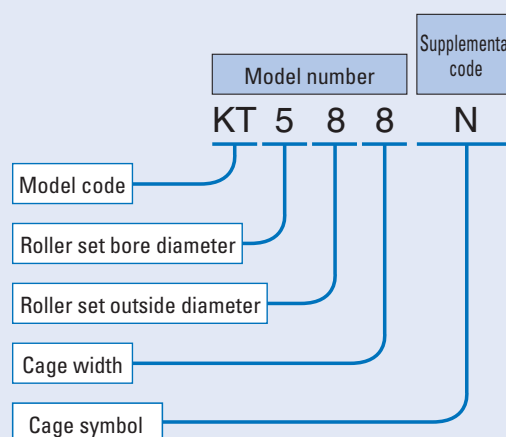 Model number
Supplementa
code
KT 5 8 8 N
Model code
Roller set bore diameter
Roller set outside diameter
Cage width
Cage symbol